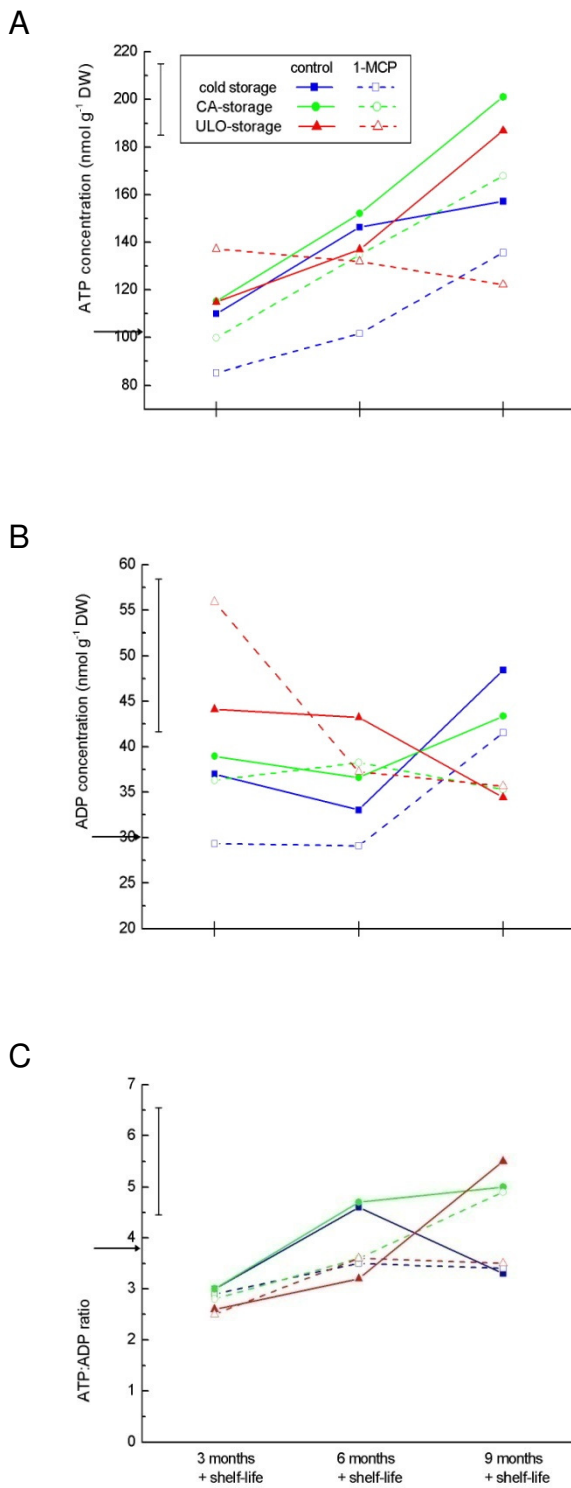 A
220
200
180
160
140
120
100
80
ATP concentration (nmol g⁻¹ DW)
control 1-MCP
cold storage
CA-storage
ULO-storage
B
60
55
50
45
40
35
30
25
20
ADP concentration (nmol g⁻¹ DW)
C
7
6
5
4
3
2
1
0
ATP:ADP ratio
3 months 6 months 9 months
+ shelf-life + shelf-life + shelf-life